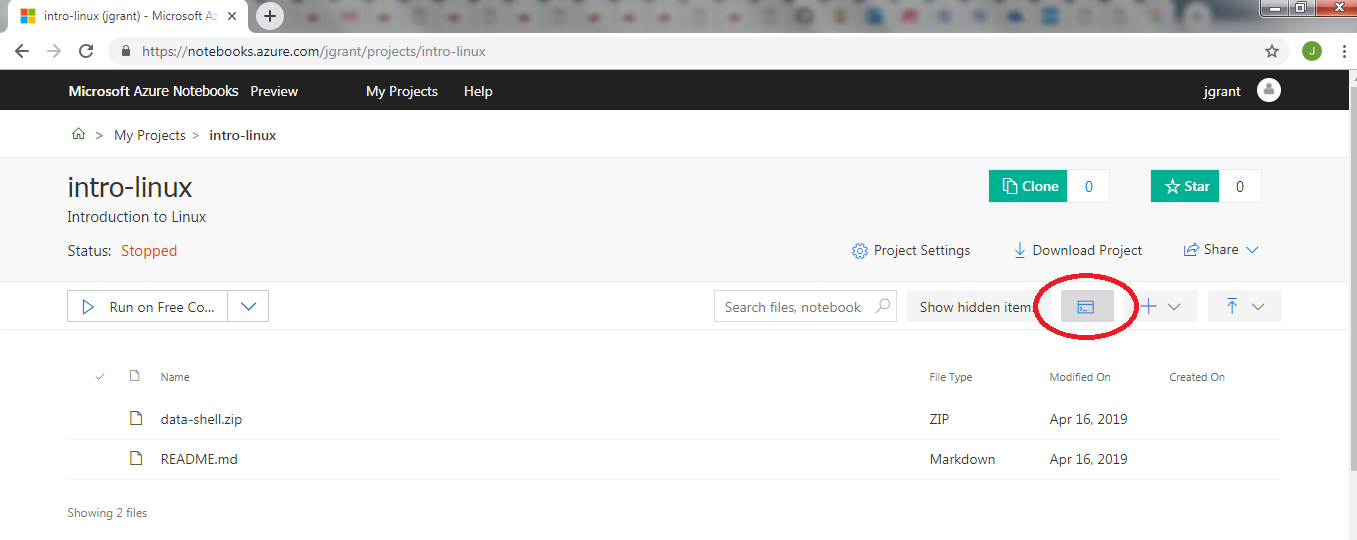 intro-linux (jgrant) - Microsoft Az
https://notebooks.azure.com/jgrant/projects/intro-linux
J
Microsoft Azure Notebooks Preview My Projects Help jgrant
> My Projects > intro-linux
intro-linux
Clone 0 Star 0
Introduction to Linux
Status: Stopped
Project Settings Download Project Share
Run on Free Co... Search files, notebook Show hidden item
Name File Type Modified On Created On
data-shell.zip ZIP Apr 16, 2019
README.md Markdown Apr 16, 2019
Showing 2 files